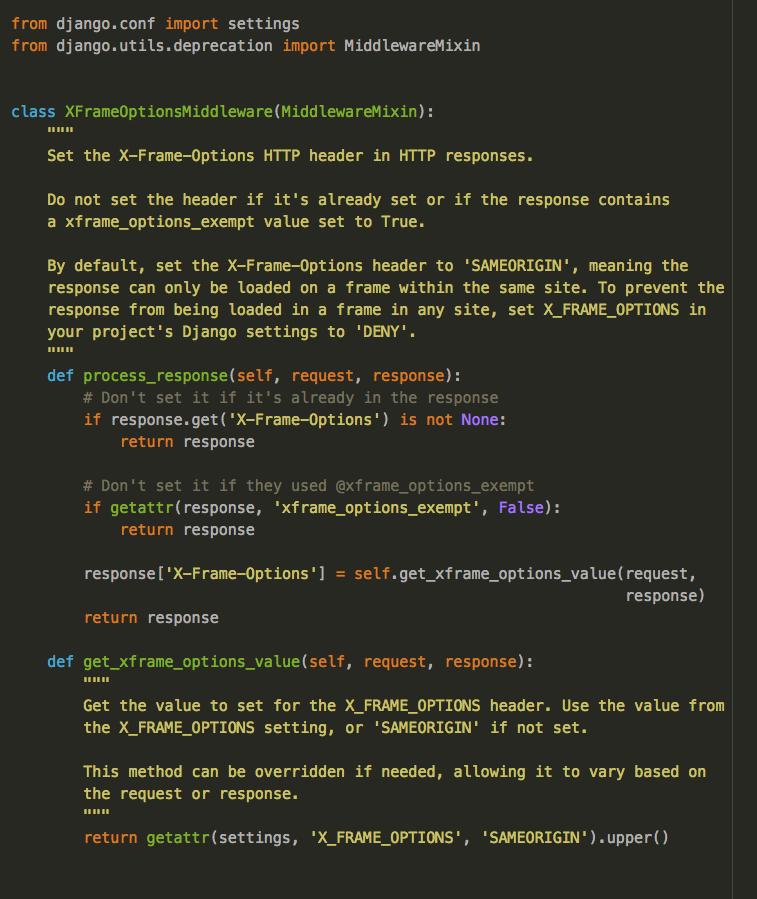 from django.conf import settings
from django.utils.deprecation import MiddlewareMixin
class XFrameOptionsMiddleware(MiddlewareMixin):
    """
    Set the X-Frame-Options HTTP header in HTTP responses.
    Do not set the header if it's already set or if the response contains
    a xframe_options_exempt value set to True.
    By default, set the X-Frame-Options header to 'SAMEORIGIN', meaning the
    response can only be loaded on a frame within the same site. To prevent the
    response from being loaded in a frame in any site, set X_FRAME_OPTIONS in
    your project's Django settings to 'DENY'.
    """
    def process_response(self, request, response):
        # Don't set it if it's already in the response
        if response.get('X-Frame-Options') is not None:
            return response
        # Don't set it if they used @xframe_options_exempt
        if getattr(response, 'xframe_options_exempt', False):
            return response
        response['X-Frame-Options'] = self.get_xframe_options_value(request,
                                                                    response)
        return response
    def get_xframe_options_value(self, request, response):
        """
        Get the value to set for the X_FRAME_OPTIONS header. Use the value from
        the X_FRAME_OPTIONS setting, or 'SAMEORIGIN' if not set.
        This method can be overridden if needed, allowing it to vary based on
        the request or response.
        """
        return getattr(settings, 'X_FRAME_OPTIONS', 'SAMEORIGIN').upper()